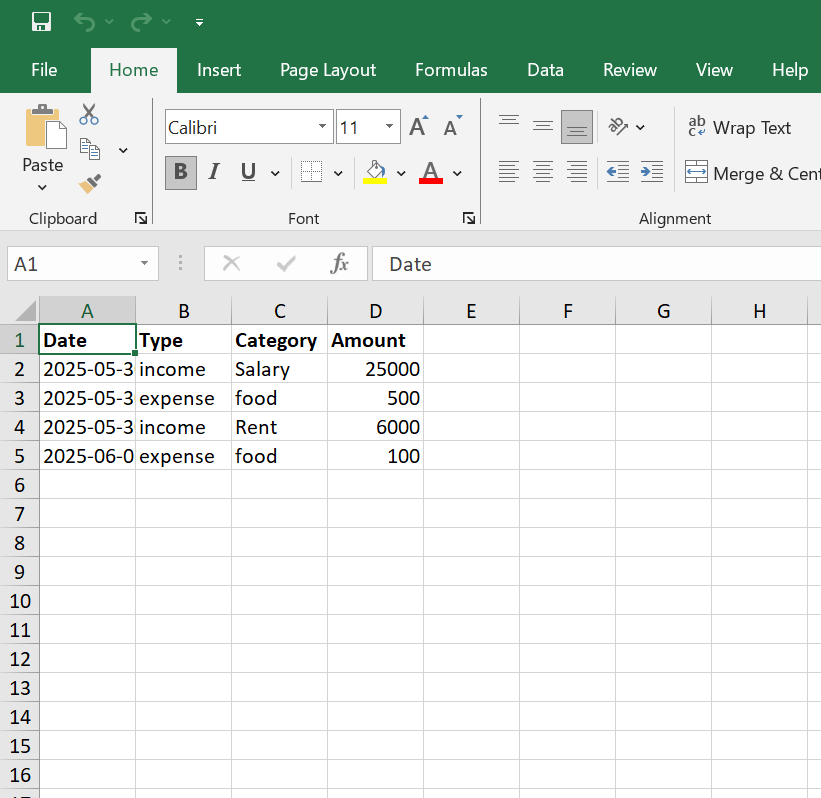 File Home Insert Page Layout Formulas Data Review View Help
Calibri 11 A A ab Wrap Text
Paste B I U A Merge & Cent
Clipboard Font Alignment
A1 fx Date
A B C D E F G H
1 Date Type Category Amount
2 2025-05-3 income Salary 25000
3 2025-05-3 expense food 500
4 2025-05-3 income Rent 6000
5 2025-06-0 expense food 100
6
7
8
9
10
11
12
13
14
15
16